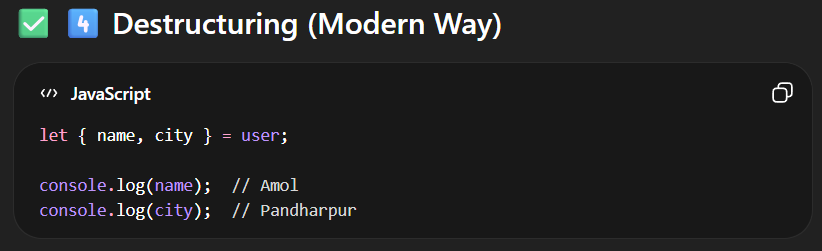 ✅ 4️⃣ Destructuring (Modern Way)
</> JavaScript
let { name, city } = user;
console.log(name);  // Amol
console.log(city);  // Pandharpur